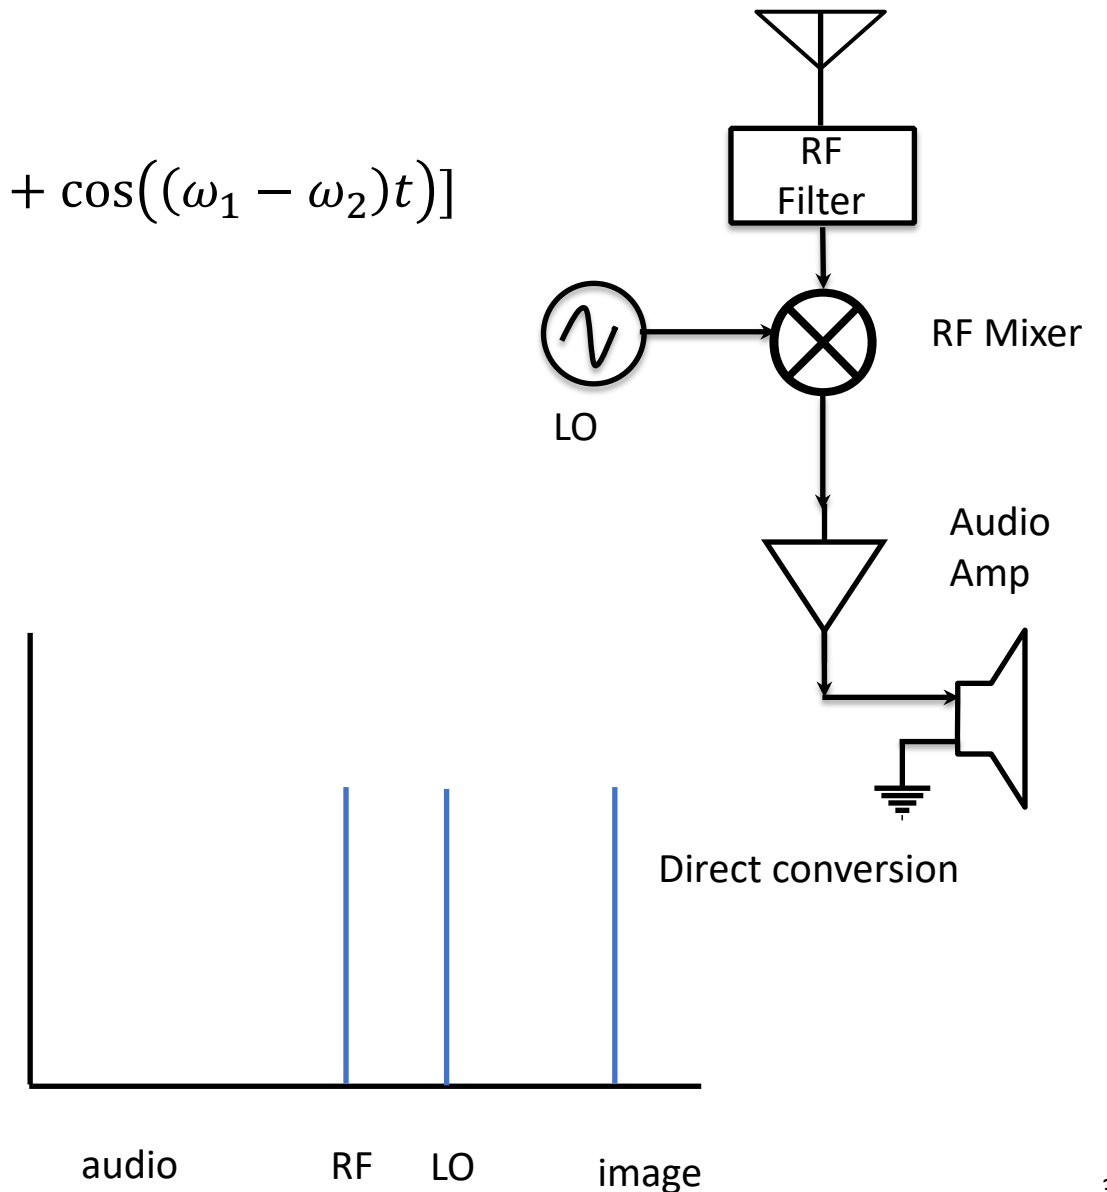 RF
Filter
+ cos((ω₁ − ω₂)t)]
RF Mixer
LO
Audio
Amp
Direct conversion
audio RF LO image